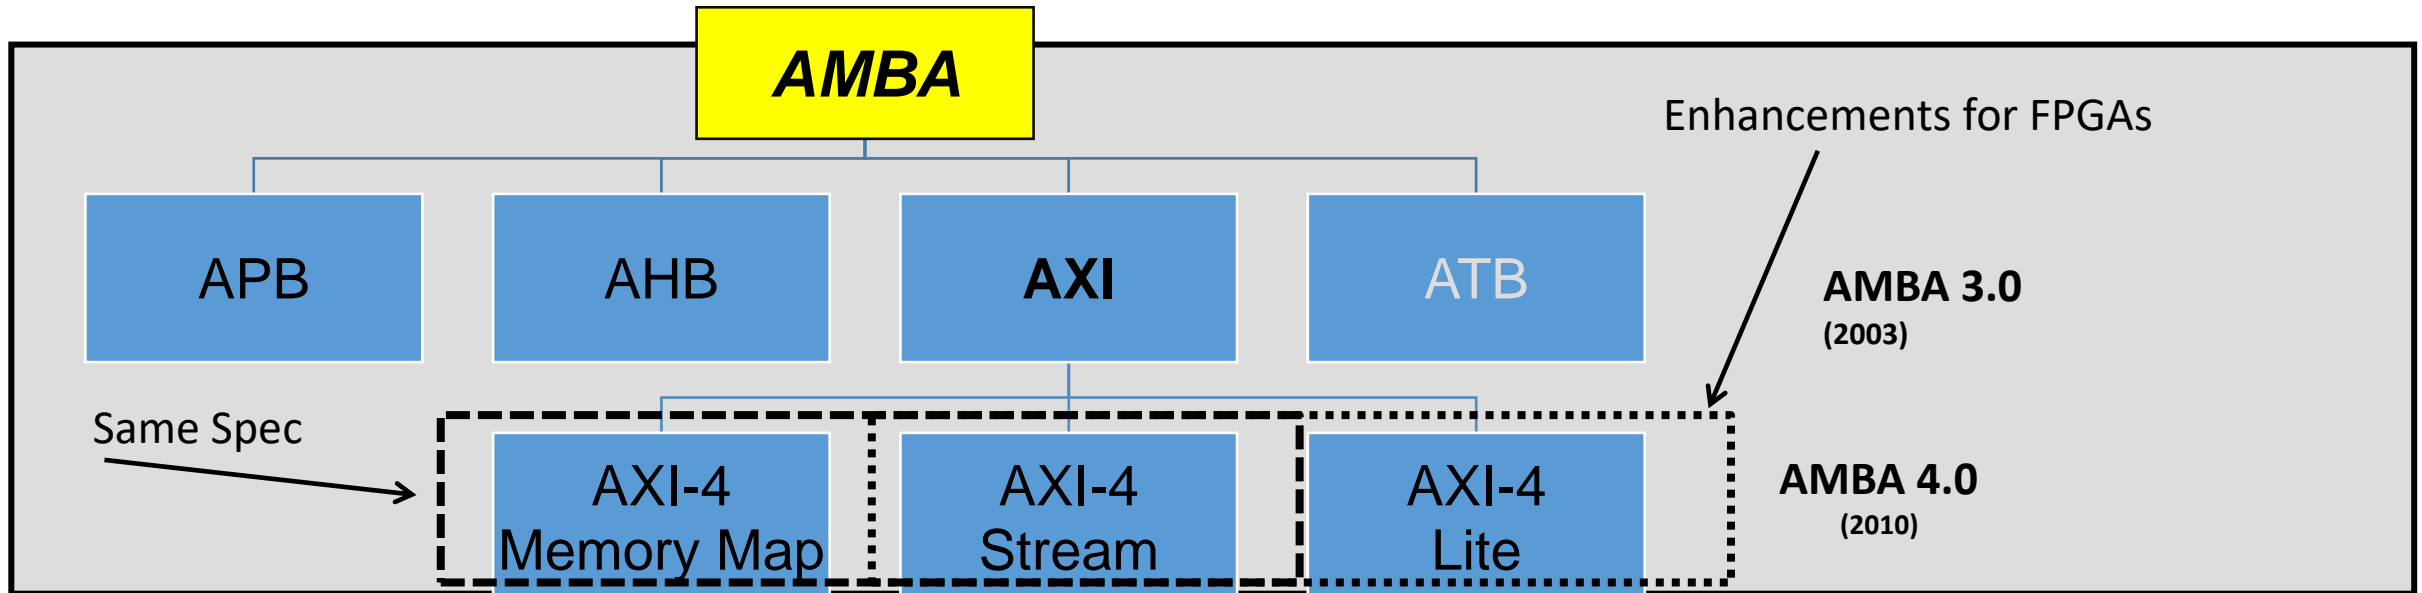 AMBA
Enhancements for FPGAs
APB
AHB
AXI
ATB
AMBA 3.0
(2003)
Same Spec
AXI-4
Memory Map
AXI-4
Stream
AXI-4
Lite
AMBA 4.0
(2010)